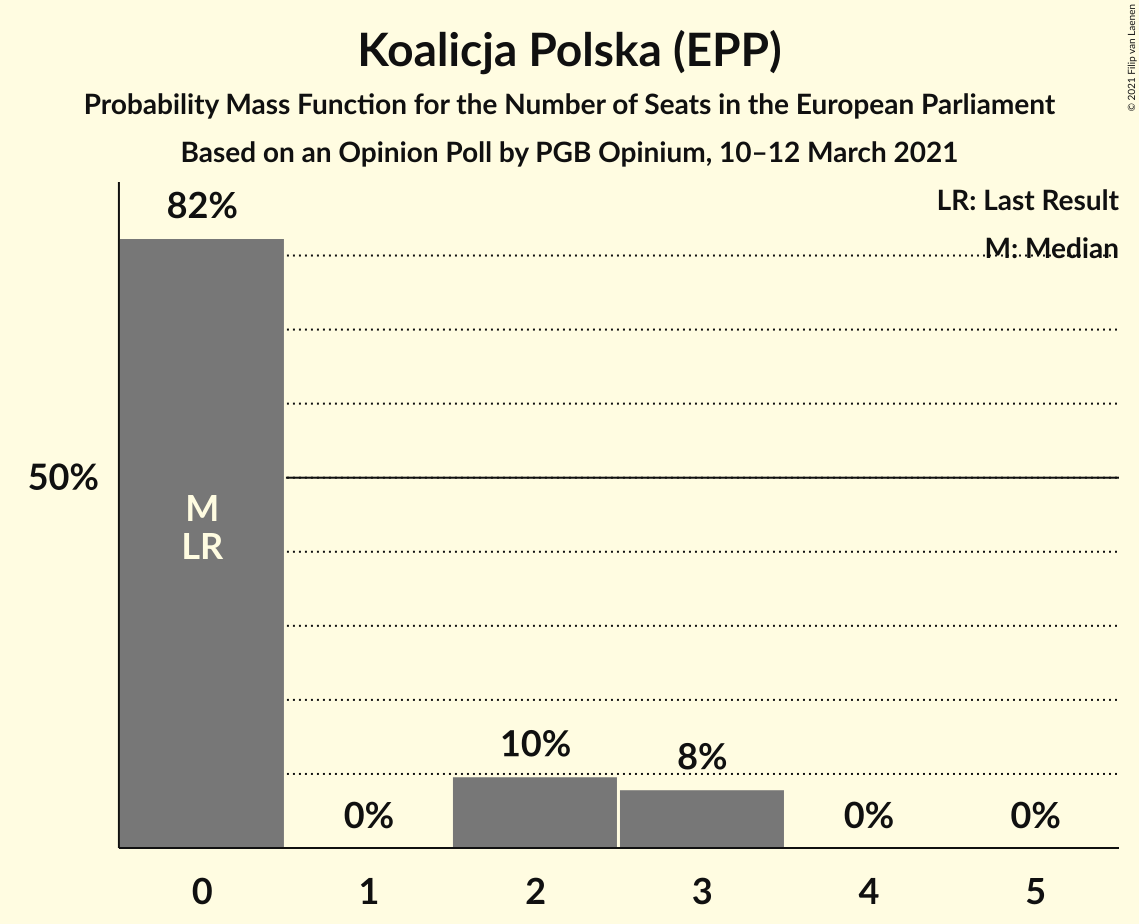 Koalicja Polska (EPP)
Probability Mass Function for the Number of Seats in the European Parliament
Based on an Opinion Poll by PGB Opinium, 10–12 March 2021
© 2021 Filip van Laenen
LR: Last Result
M: Median
82%
50%
M
LR
10%
8%
0%
0%
0%
0
1
2
3
4
5